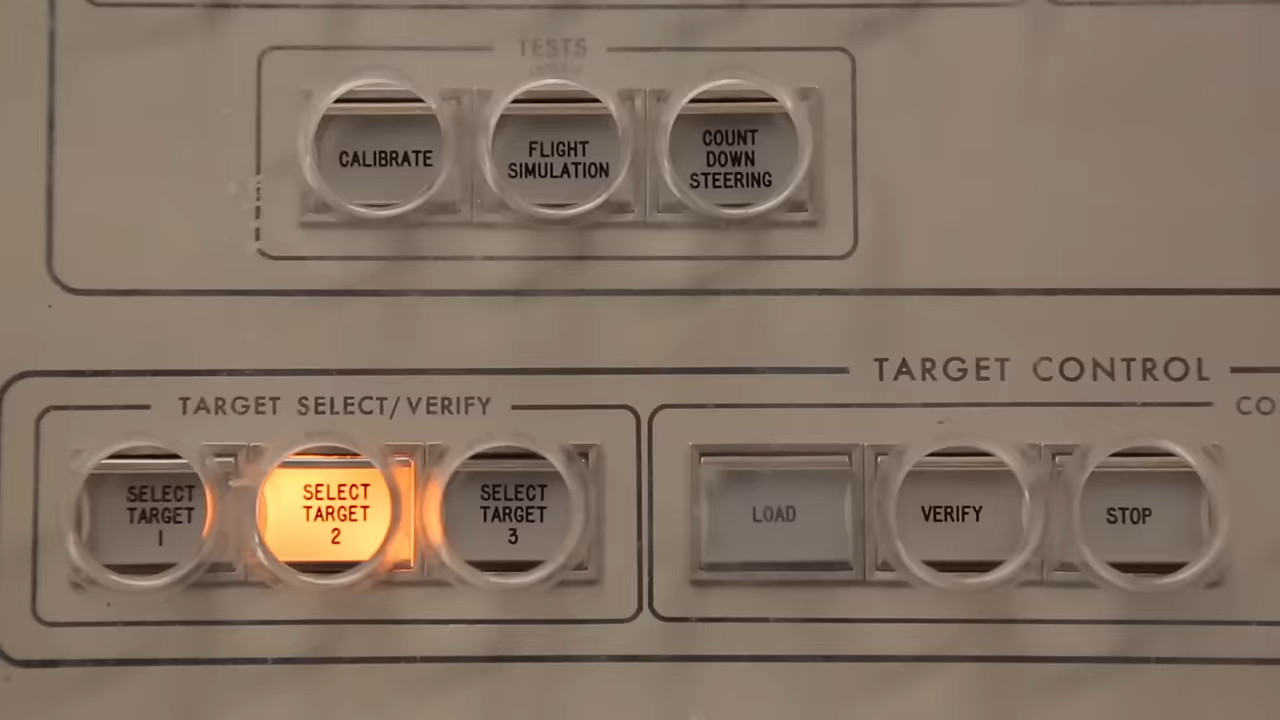 TESTS
CALIBRATE
FLIGHT
SIMULATION
COUNT
DOWN
STEERING
TARGET CONTROL
TARGET SELECT/VERIFY
CO
SELECT
TARGET
1
SELECT
TARGET
2
SELECT
TARGET
3
LOAD
VERIFY
STOP